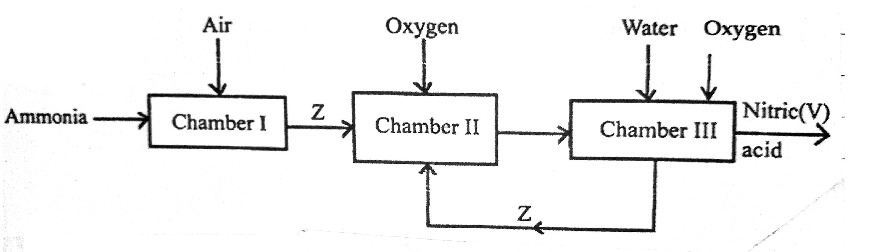 Air
Oxygen
Water
Oxygen
Ammonia
Chamber I
Z
Chamber II
Chamber III
Nitric(V)
acid
Z